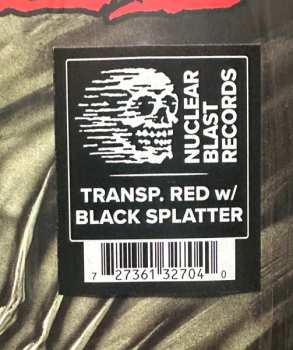 NUCLEAR
BLAST
RECORDS
TRANSP. RED w/
BLACK SPLATTER
7 27361 32704 0